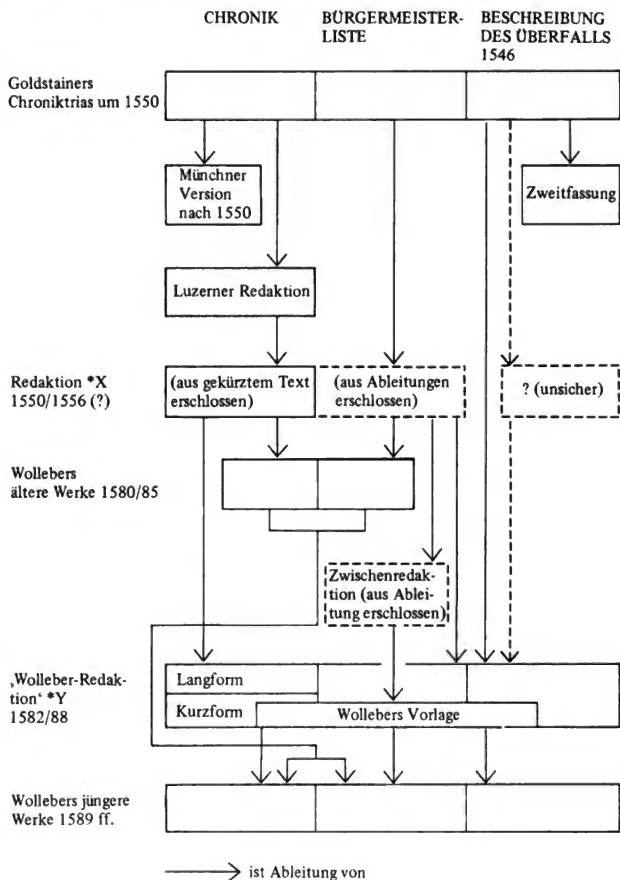 CHRONIK BÜRGERMEISTER- BESCHREIBUNG
LISTE DES ÜBERFALLS
1546
Goldstainers
Chroniktrias um 1550
Münchner
Version
nach 1550
Zweitfassung
Luzerner Redaktion
Redaktion *X
1550/1556 (?)
(aus gekürztem Text
erschlossen)
(aus Ableitungen
erschlossen)
? (unsicher)
Wollebers
ältere Werke 1580/85
Zwischenredak-
tion (aus Ablei-
tung erschlossen)
‚Wolleber-Redak-
tion‘ *Y
1582/88
Langform
Kurzform
Wollebers Vorlage
Wollebers jüngere
Werke 1589 ff.
ist Ableitung von